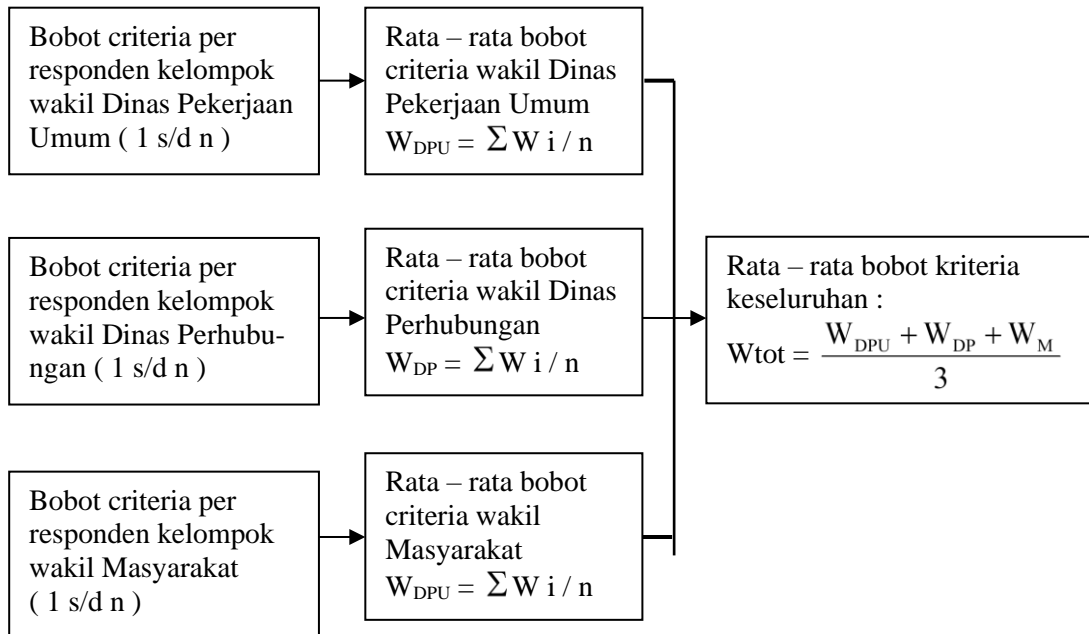 Bobot criteria per
responden kelompok
wakil Dinas Pekerjaan
Umum ( 1 s/d n )
Rata – rata bobot
criteria wakil Dinas
Pekerjaan Umum
W_DPU = ∑ W i / n
Bobot criteria per
responden kelompok
wakil Dinas Perhubu-
ngan ( 1 s/d n )
Rata – rata bobot
criteria wakil Dinas
Perhubungan
W_DP = ∑ W i / n
Rata – rata bobot kriteria
keseluruhan :
Wtot = (W_DPU + W_DP + W_M) / 3
Bobot criteria per
responden kelompok
wakil Masyarakat
( 1 s/d n )
Rata – rata bobot
criteria wakil
Masyarakat
W_DPU = ∑ W i / n